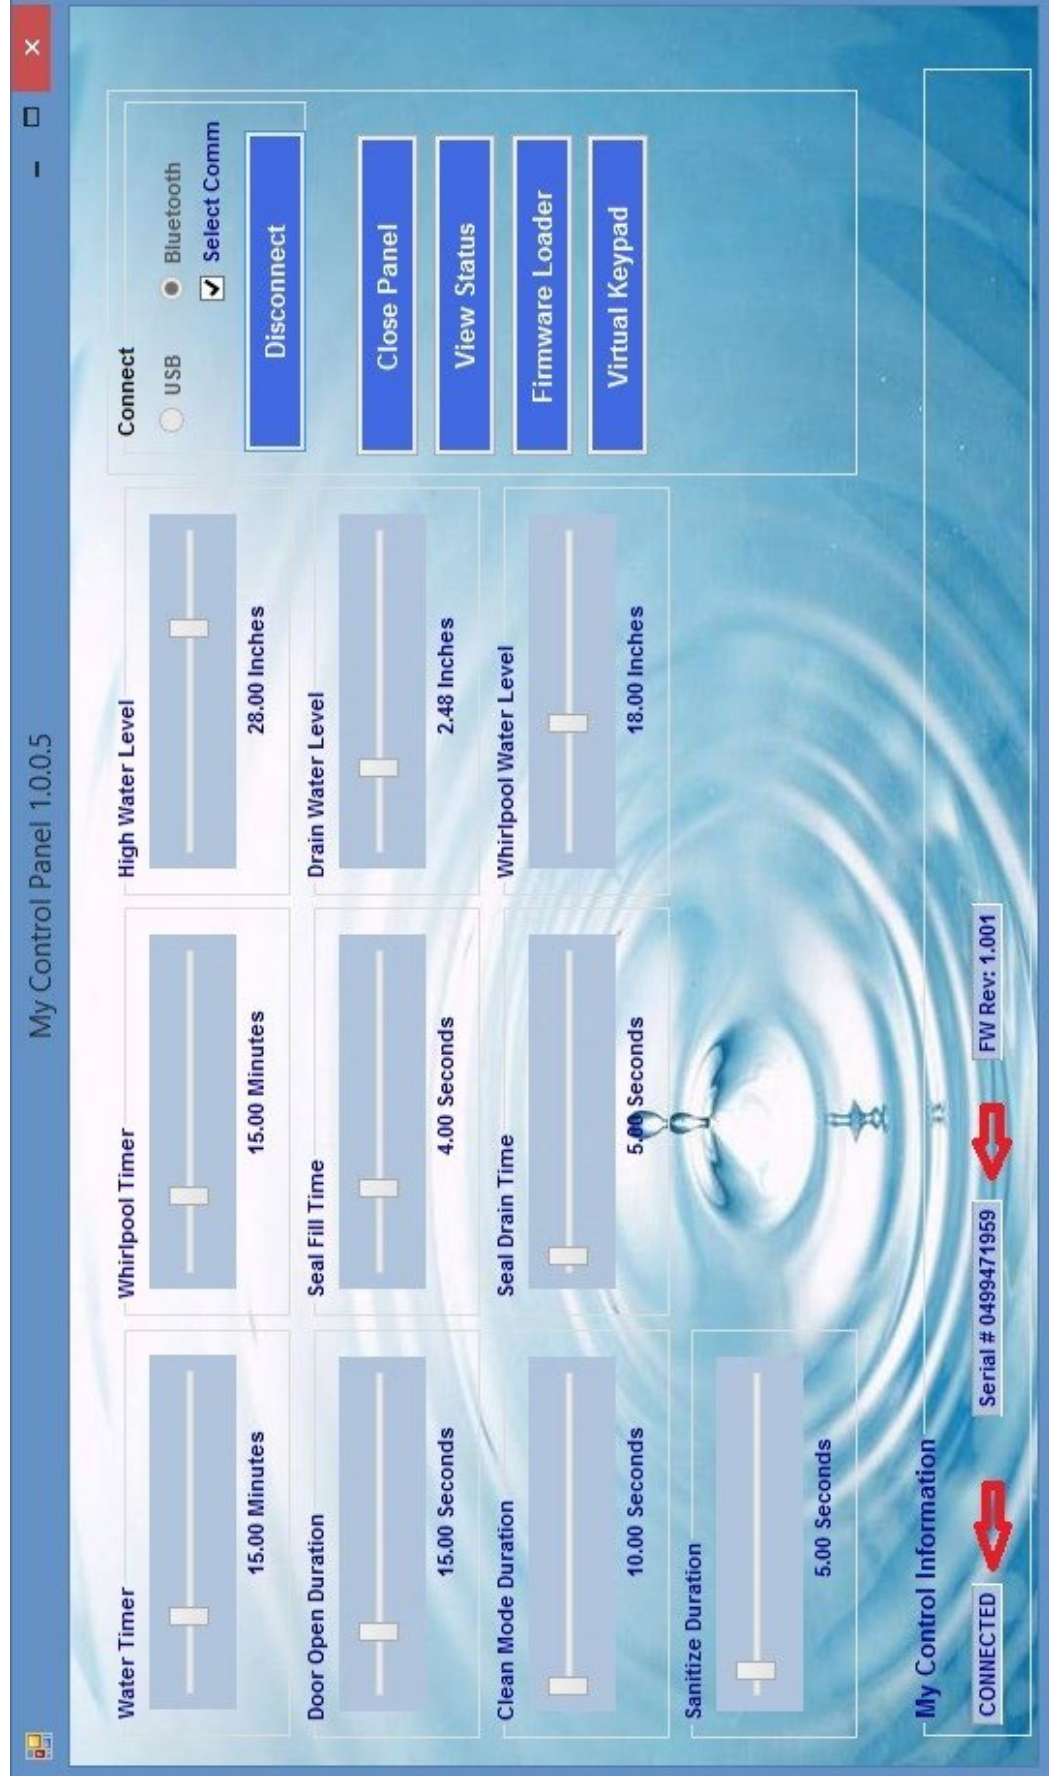 My Control Panel 1.0.0.5
Water Timer
15.00 Minutes
Whirlpool Timer
15.00 Minutes
High Water Level
28.00 Inches
Door Open Duration
15.00 Seconds
Seal Fill Time
4.00 Seconds
Drain Water Level
2.48 Inches
Clean Mode Duration
10.00 Seconds
Seal Drain Time
5.00 Seconds
Whirlpool Water Level
18.00 Inches
Sanitize Duration
5.00 Seconds
Connect
USB
Bluetooth
Select Comm
Disconnect
Close Panel
View Status
Firmware Loader
Virtual Keypad
My Control Information
CONNECTED
Serial # 0499471959
FW Rev: 1.001